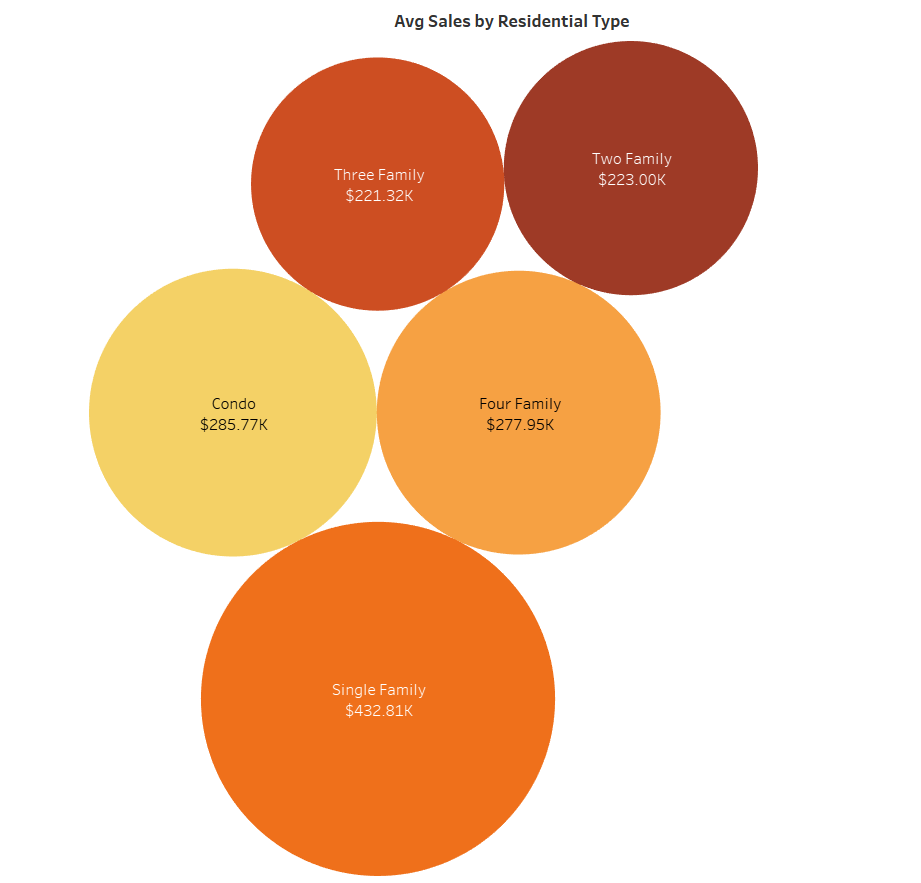 Avg Sales by Residential Type
Three Family
$221.32K
Two Family
$223.00K
Condo
$285.77K
Four Family
$277.95K
Single Family
$432.81K